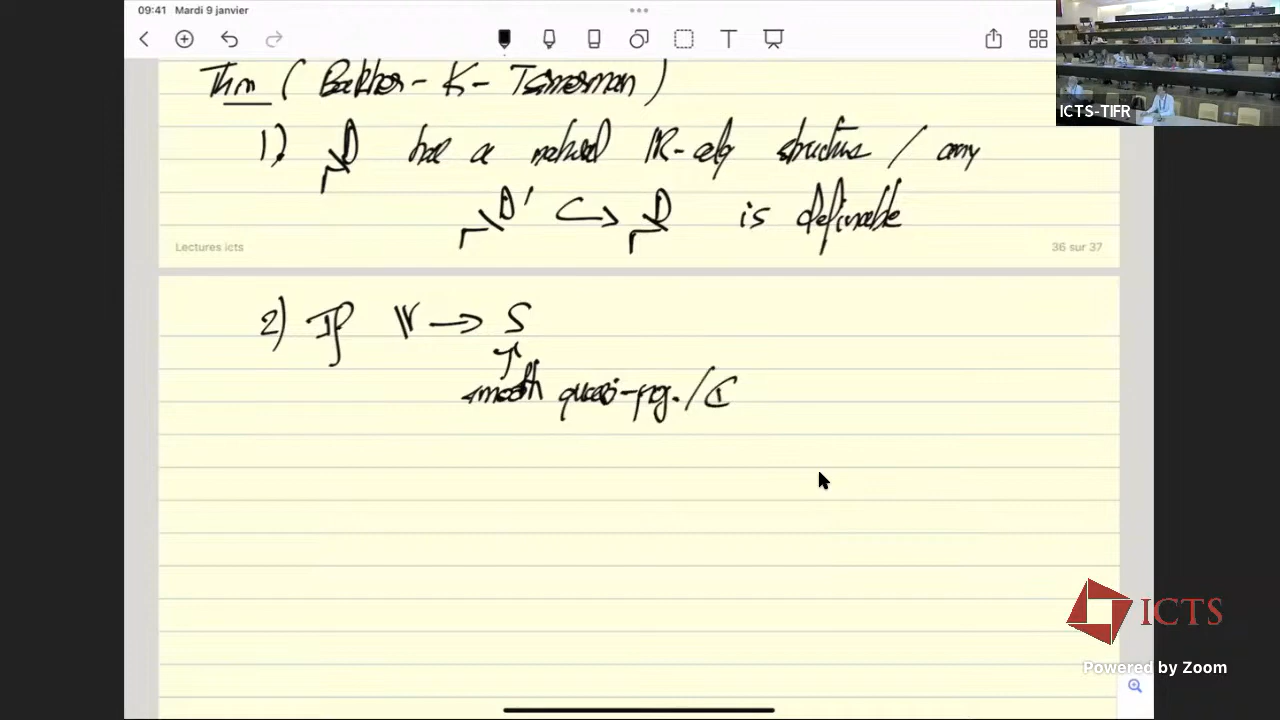 09:41 Mardi 9 janvier
ICTS-TIFR
Thm ( Bakker - K - Tsimerman )
1) Γ\D has a natural ℝ-alg structure / any
Γ'\D' ↪ Γ\D is definable
Lectures icts
36 sur 37
2) If 𝕍 → S
↑
smooth quasi-proj. / ℂ
ICTS
Powered by Zoom